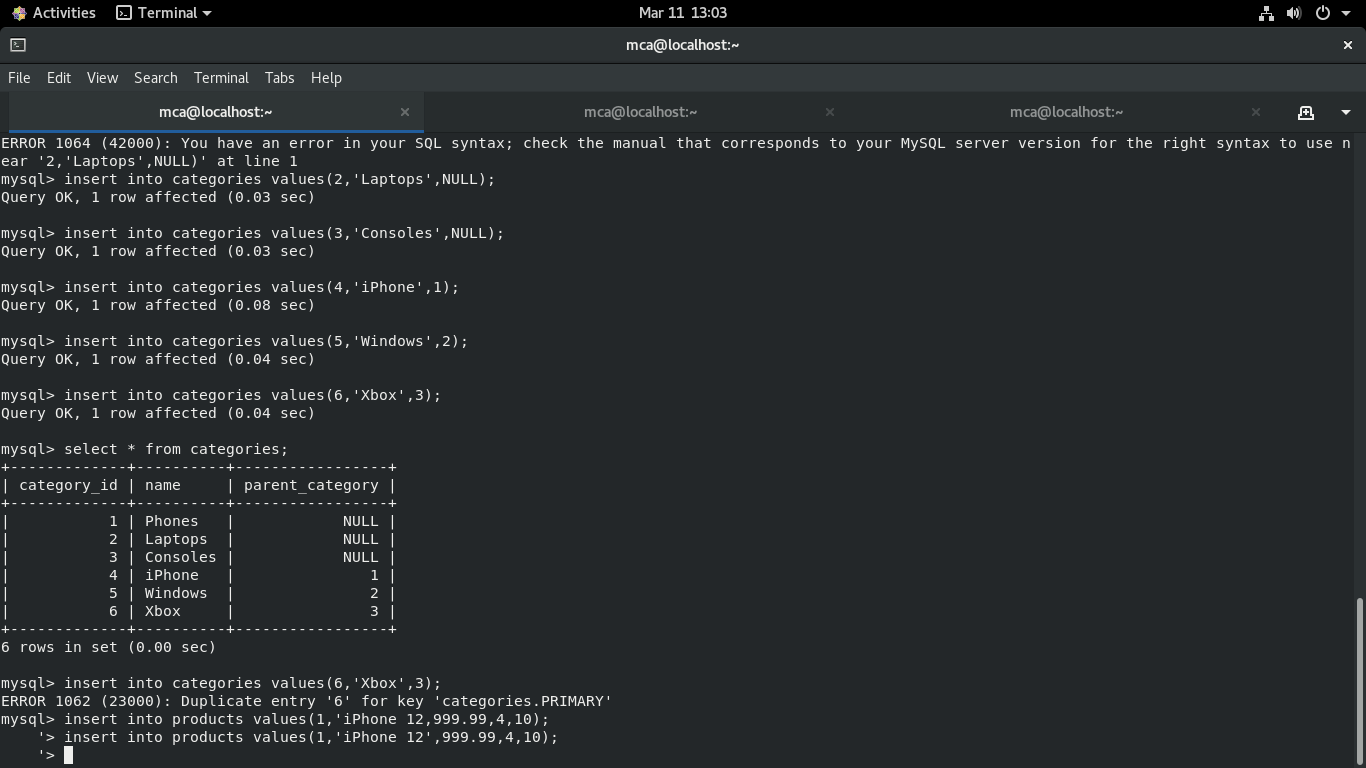 Activities
Terminal
Mar 11 13:03
mca@localhost:~
File Edit View Search Terminal Tabs Help
mca@localhost:~ mca@localhost:~ mca@localhost:~
ERROR 1064 (42000): You have an error in your SQL syntax; check the manual that corresponds to your MySQL server version for the right syntax to use n
ear '2,'Laptops',NULL)' at line 1
mysql> insert into categories values(2,'Laptops',NULL);
Query OK, 1 row affected (0.03 sec)
mysql> insert into categories values(3,'Consoles',NULL);
Query OK, 1 row affected (0.03 sec)
mysql> insert into categories values(4,'iPhone',1);
Query OK, 1 row affected (0.08 sec)
mysql> insert into categories values(5,'Windows',2);
Query OK, 1 row affected (0.04 sec)
mysql> insert into categories values(6,'Xbox',3);
Query OK, 1 row affected (0.04 sec)
mysql> select * from categories;
+-------------+----------+-----------------+
| category_id | name     | parent_category |
+-------------+----------+-----------------+
|           1 | Phones   |            NULL |
|           2 | Laptops  |            NULL |
|           3 | Consoles |            NULL |
|           4 | iPhone   |               1 |
|           5 | Windows  |               2 |
|           6 | Xbox     |               3 |
+-------------+----------+-----------------+
6 rows in set (0.00 sec)
mysql> insert into categories values(6,'Xbox',3);
ERROR 1062 (23000): Duplicate entry '6' for key 'categories.PRIMARY'
mysql> insert into products values(1,'iPhone 12,999.99,4,10);
    '> insert into products values(1,'iPhone 12',999.99,4,10);
    '>